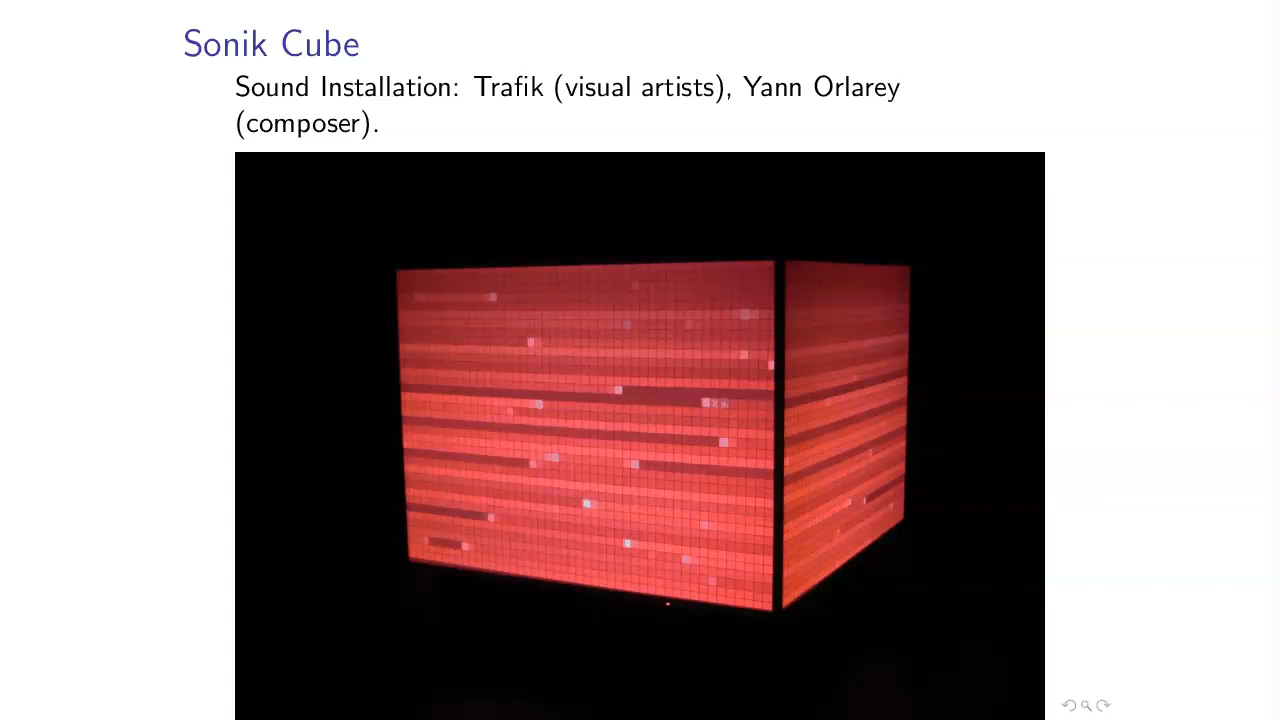 Sonik Cube
Sound Installation: Trafik (visual artists), Yann Orlarey
(composer).